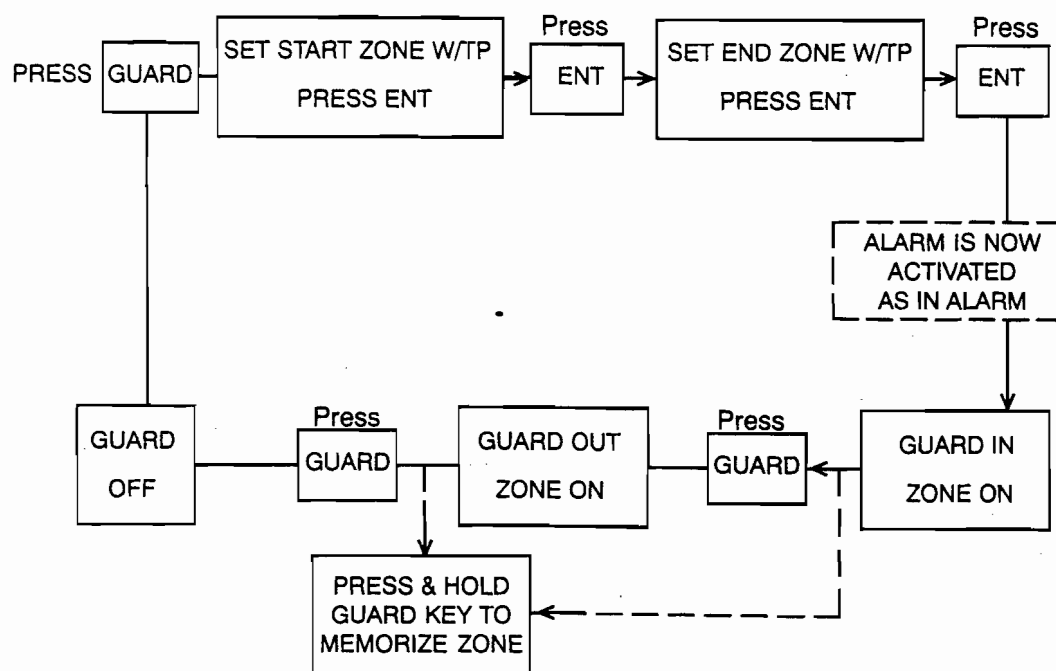 PRESS GUARD
SET START ZONE W/TP
PRESS ENT
Press
ENT
SET END ZONE W/TP
PRESS ENT
Press
ENT
ALARM IS NOW
ACTIVATED
AS IN ALARM
GUARD IN
ZONE ON
Press
GUARD
GUARD OUT
ZONE ON
Press
GUARD
GUARD
OFF
PRESS & HOLD
GUARD KEY TO
MEMORIZE ZONE